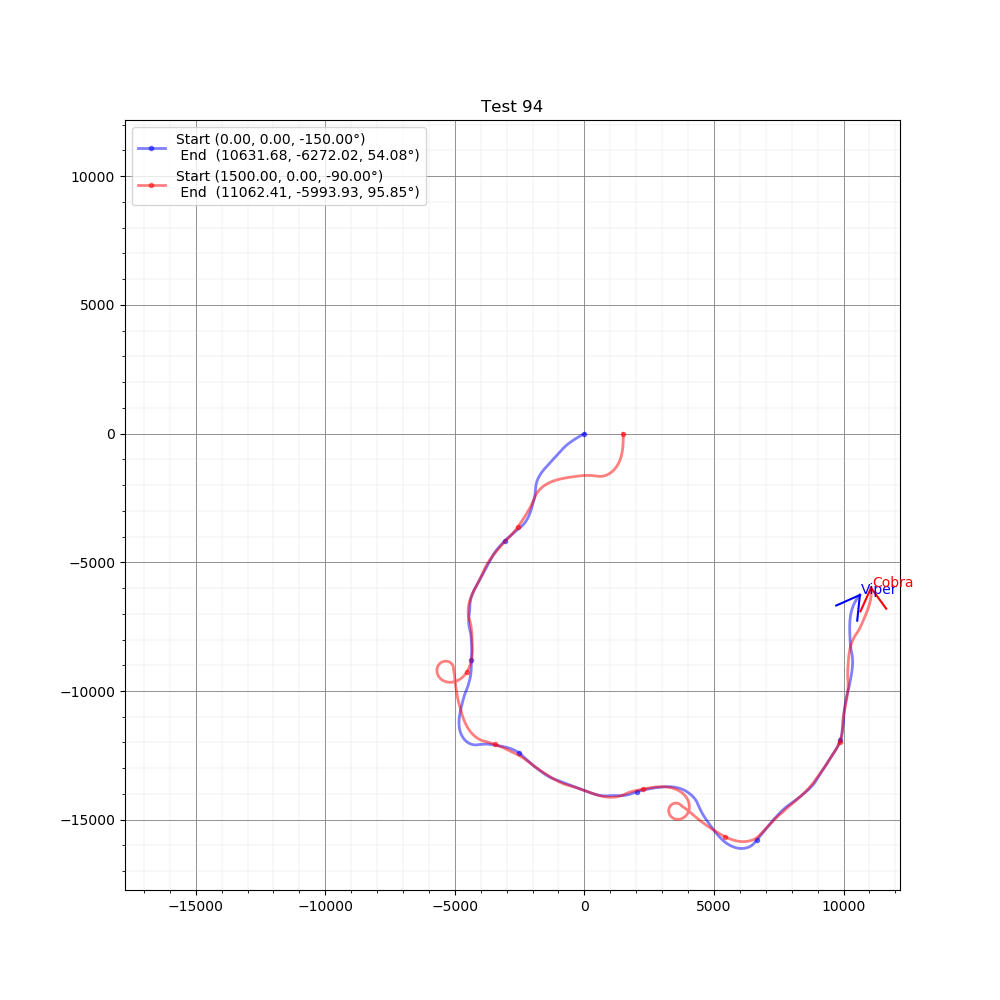 Test 94
Start (0.00, 0.00, -150.00°)
End (10631.68, -6272.02, 54.08°)
Start (1500.00, 0.00, -90.00°)
End (11062.41, -5993.93, 95.85°)
10000
5000
0
−5000
−10000
−15000
Cobra
Viper
−15000 −10000 −5000 0 5000 10000